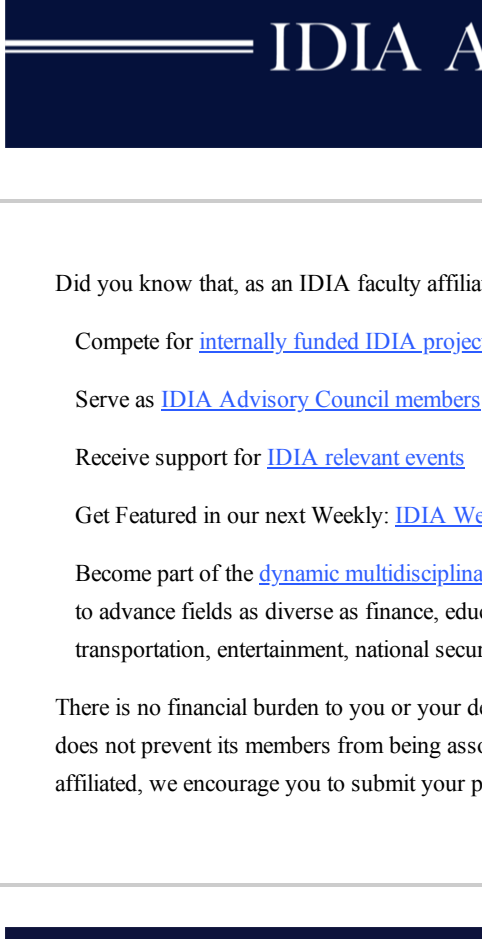 IDIA A
Did you know that, as an IDIA faculty affilia
Compete for internally funded IDIA projec
Serve as IDIA Advisory Council members
Receive support for IDIA relevant events
Get Featured in our next Weekly: IDIA We
Become part of the dynamic multidisciplina
to advance fields as diverse as finance, edu
transportation, entertainment, national secur
There is no financial burden to you or your de
does not prevent its members from being asso
affiliated, we encourage you to submit your p